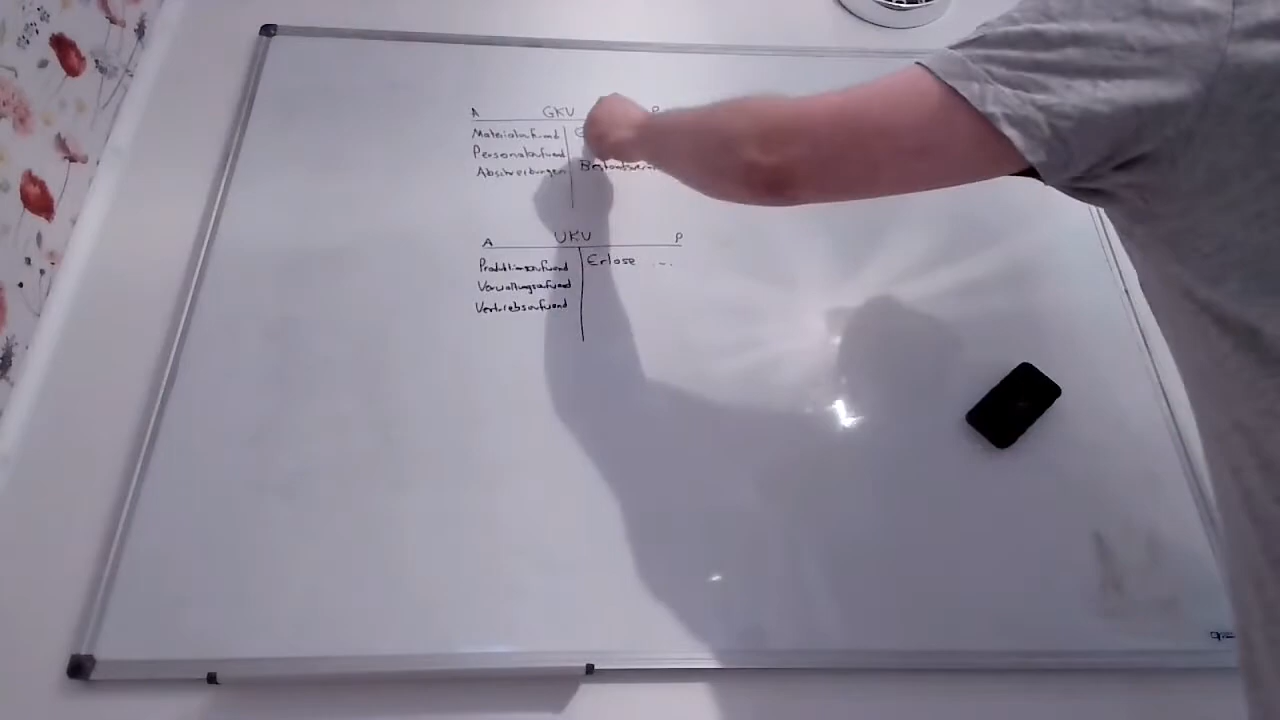 A GKV P
Materialaufwand
Personalaufwand
Abschreibungen
A UKV P
Produktionsaufwand Erlöse ...
Verwaltungsaufwand
Vertriebsaufwand